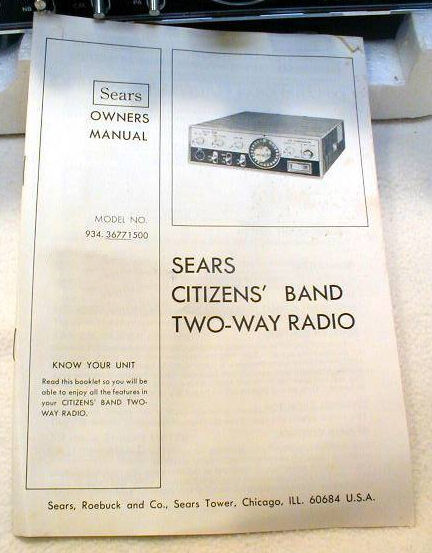 Sears
OWNERS
MANUAL
MODEL NO.
934.36771500
SEARS
CITIZENS' BAND
TWO-WAY RADIO
KNOW YOUR UNIT
Read this booklet so you will be
able to enjoy all the features in
your CITIZENS' BAND TWO-
WAY RADIO.
Sears, Roebuck and Co., Sears Tower, Chicago, ILL. 60684 U.S.A.